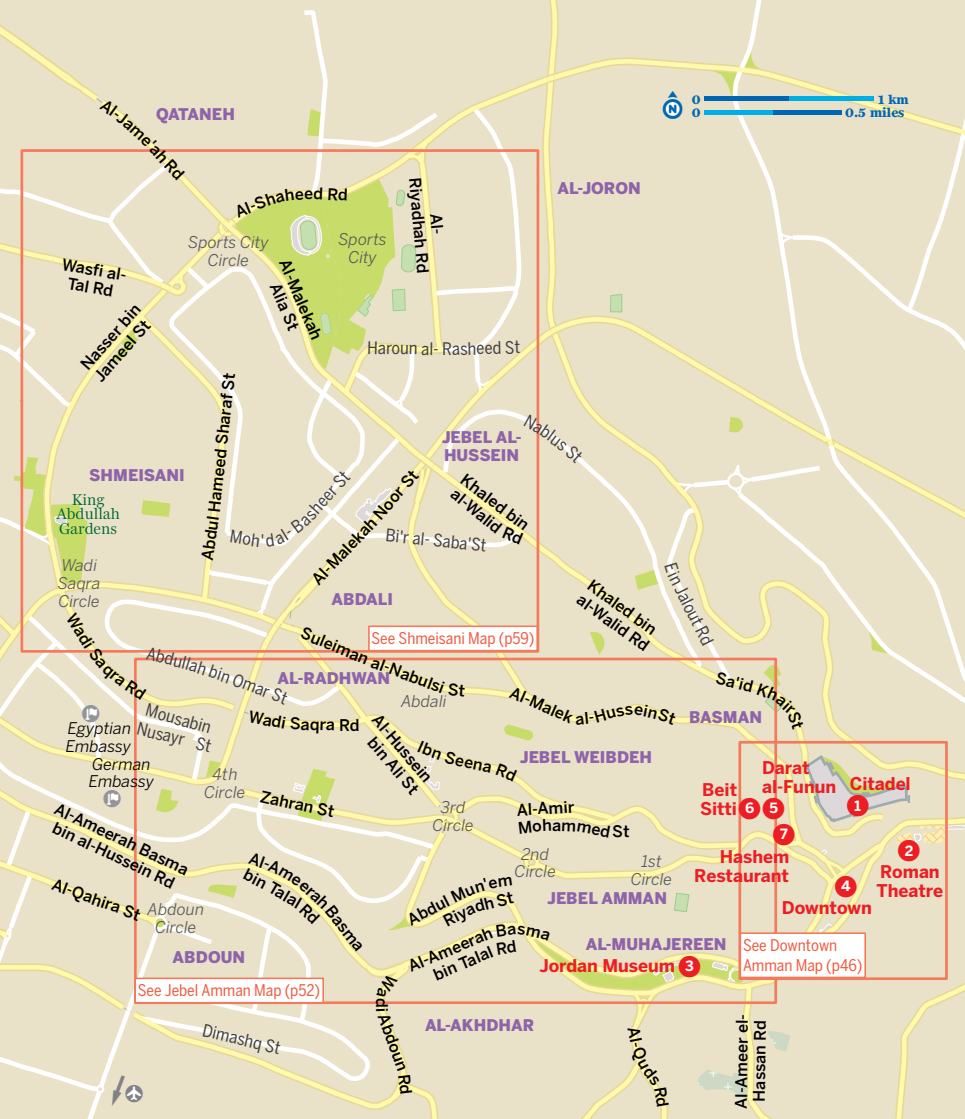 QATANEH
Al-Jame'ah Rd
0
1 km
N
0
0.5 miles
AL-JORON
Al-Shaheed Rd
Al-
Riyadhah Rd
Sports City
Circle
Sports
City
Wasfi al-
Tal Rd
Al-Malekah
Alia St
Nasser bin
Jameel St
Haroun al- Rasheed St
Abdul Hameed Sharaf St
JEBEL AL-
HUSSEIN
Nablus St
SHMEISANI
King
Abdullah
Gardens
Moh'd al- Basheer St
Al-Malekah Noor St
Khaled bin
al-Walid Rd
Bi'r al- Saba'St
Wadi
Saqra
Circle
Ein Jalout Rd
ABDALI
Khaled bin
al-Walid Rd
See Shmeisani Map (p59)
Wadi Saqra Rd
Suleiman al-Nabulsi St
Abdullah bin Omar St
AL-RADHWAN
Abdali
Sa'id Khair St
Al-Malek al-Hussein St
BASMAN
Mousa bin
Nusayr St
Wadi Saqra Rd
Al-Hussein
bin Ali St
Egyptian
Embassy
German
Embassy
Ibn Seena Rd
JEBEL WEIBDEH
4th
Circle
Darat
al-Funun
Citadel
Beit
Sitti
6
5
1
Zahran St
3rd
Circle
Al-Amir
Mohammed St
7
Al-Ameerah Basma
bin al-Hussein Rd
2nd
Circle
1st
Circle
Hashem
Restaurant
2
Roman
Theatre
Al-Ameerah Basma
bin Talal Rd
Al-Qahira St
Abdoun
Circle
Abdul Mun'em
Riyadh St
JEBEL AMMAN
4
Downtown
ABDOUN
Al-Ameerah Basma
bin Talal Rd
AL-MUHAJEREEN
Jordan Museum
3
See Downtown
Amman Map (p46)
See Jebel Amman Map (p52)
Wadi Abdoun Rd
AL-AKHDHAR
Dimashq St
Al-Quds Rd
Al-Ameer el-
Hassan Rd